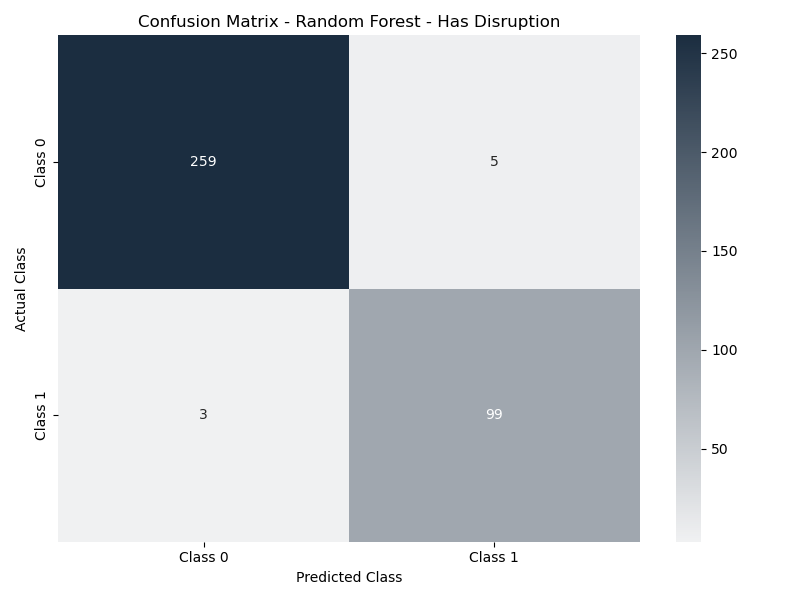 Confusion Matrix - Random Forest - Has Disruption
Class 0
259
5
Class 1
3
99
Actual Class
Class 0
Class 1
Predicted Class
250
200
150
100
50